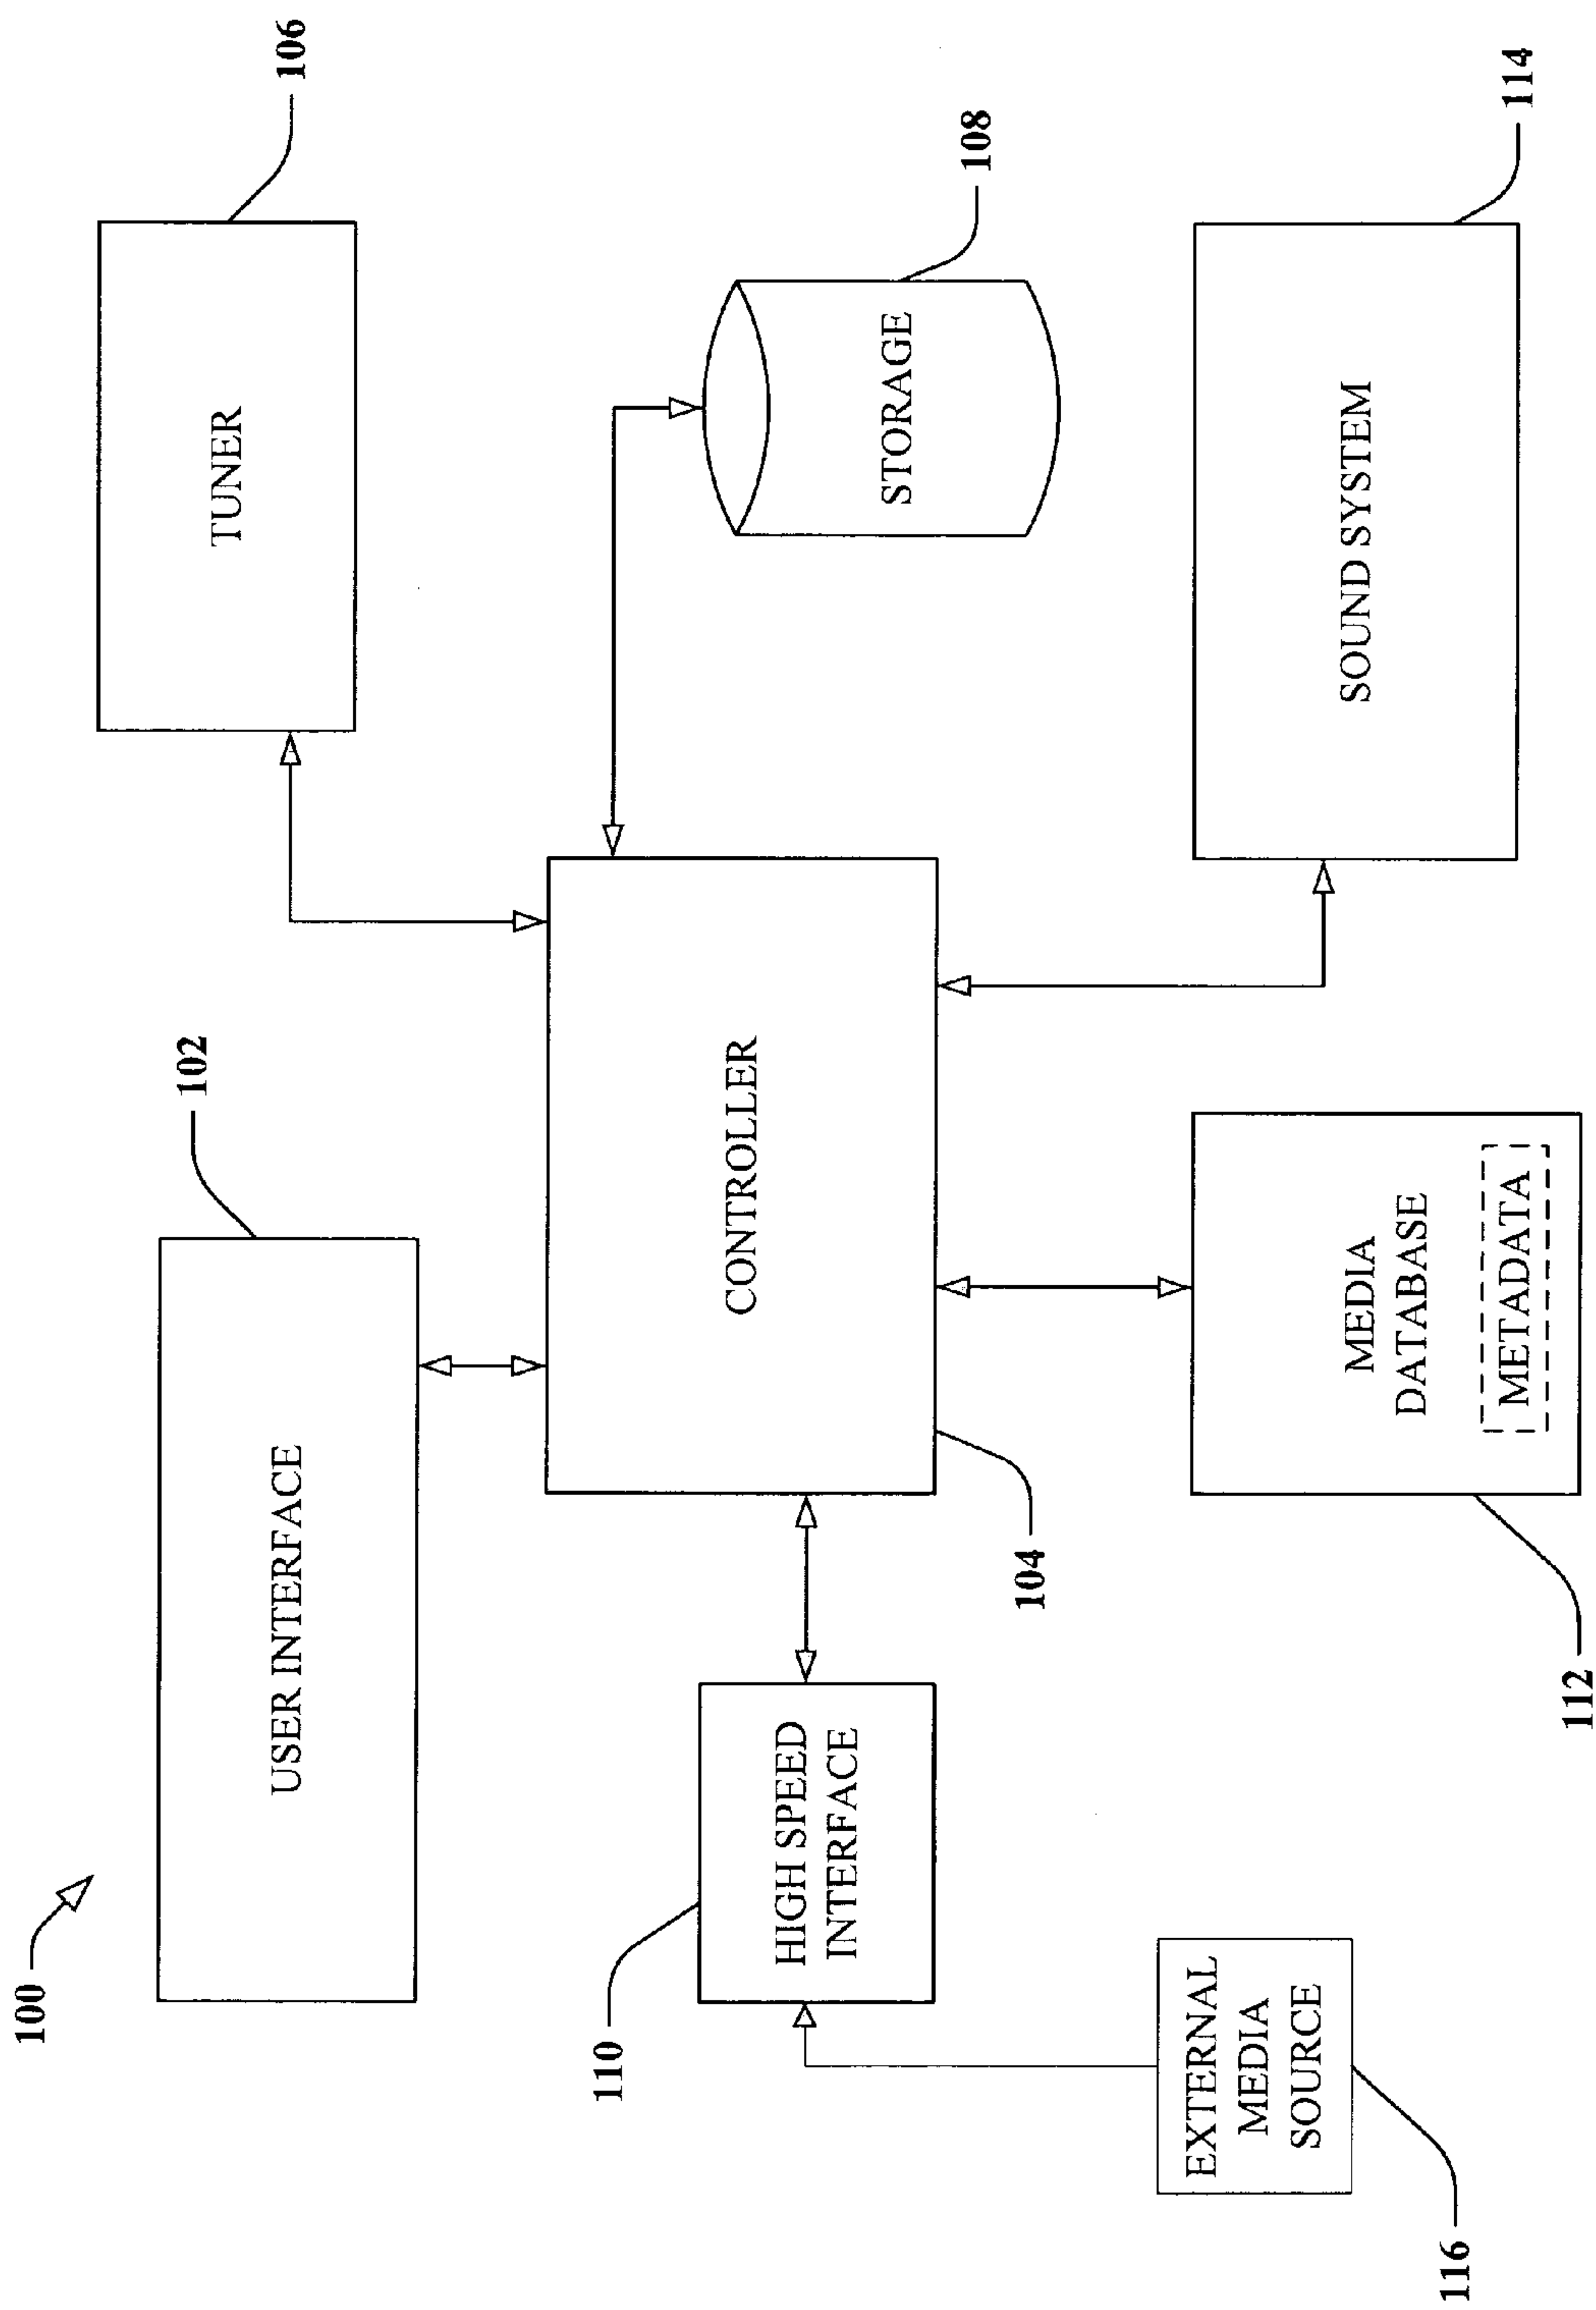 100
USER INTERFACE
102
TUNER
106
110
HIGH SPEED
INTERFACE
CONTROLLER
104
STORAGE
108
EXTERNAL
MEDIA
SOURCE
116
MEDIA
DATABASE
METADATA
112
SOUND SYSTEM
114